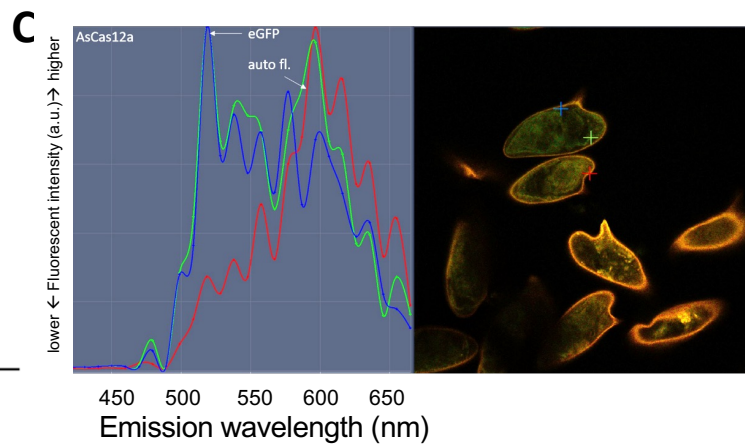 C
AsCas12a
eGFP
auto fl.
lower ← Fluorescent intensity (a.u.)→ higher
450 500 550 600 650
Emission wavelength (nm)